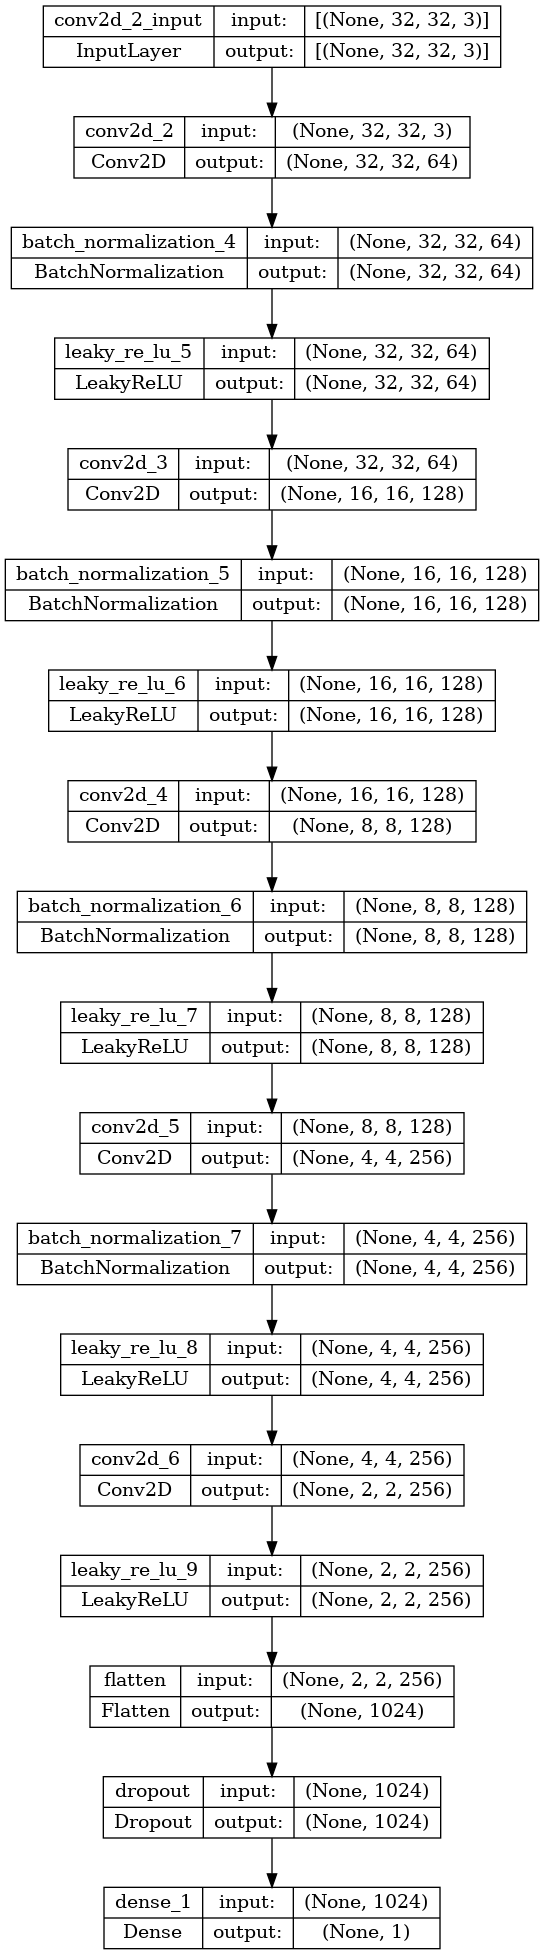 conv2d_2_input input: [(None, 32, 32, 3)]
InputLayer output: [(None, 32, 32, 3)]
conv2d_2 input: (None, 32, 32, 3)
Conv2D output: (None, 32, 32, 64)
batch_normalization_4 input: (None, 32, 32, 64)
BatchNormalization output: (None, 32, 32, 64)
leaky_re_lu_5 input: (None, 32, 32, 64)
LeakyReLU output: (None, 32, 32, 64)
conv2d_3 input: (None, 32, 32, 64)
Conv2D output: (None, 16, 16, 128)
batch_normalization_5 input: (None, 16, 16, 128)
BatchNormalization output: (None, 16, 16, 128)
leaky_re_lu_6 input: (None, 16, 16, 128)
LeakyReLU output: (None, 16, 16, 128)
conv2d_4 input: (None, 16, 16, 128)
Conv2D output: (None, 8, 8, 128)
batch_normalization_6 input: (None, 8, 8, 128)
BatchNormalization output: (None, 8, 8, 128)
leaky_re_lu_7 input: (None, 8, 8, 128)
LeakyReLU output: (None, 8, 8, 128)
conv2d_5 input: (None, 8, 8, 128)
Conv2D output: (None, 4, 4, 256)
batch_normalization_7 input: (None, 4, 4, 256)
BatchNormalization output: (None, 4, 4, 256)
leaky_re_lu_8 input: (None, 4, 4, 256)
LeakyReLU output: (None, 4, 4, 256)
conv2d_6 input: (None, 4, 4, 256)
Conv2D output: (None, 2, 2, 256)
leaky_re_lu_9 input: (None, 2, 2, 256)
LeakyReLU output: (None, 2, 2, 256)
flatten input: (None, 2, 2, 256)
Flatten output: (None, 1024)
dropout input: (None, 1024)
Dropout output: (None, 1024)
dense_1 input: (None, 1024)
Dense output: (None, 1)